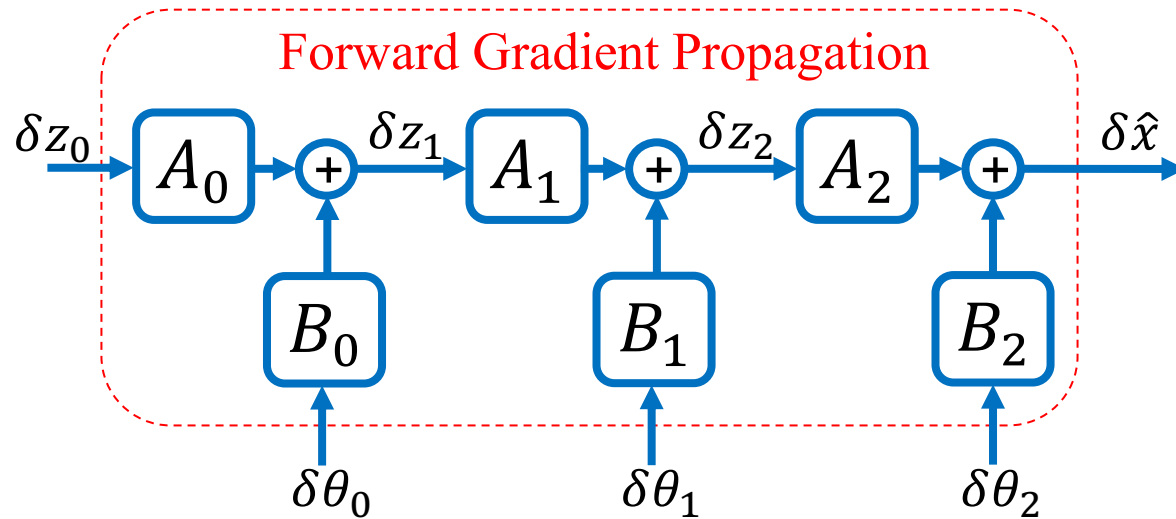 Forward Gradient Propagation
δz₀ A₀ + δz₁ A₁ + δz₂ A₂ + δx̂
B₀ B₁ B₂
δθ₀ δθ₁ δθ₂